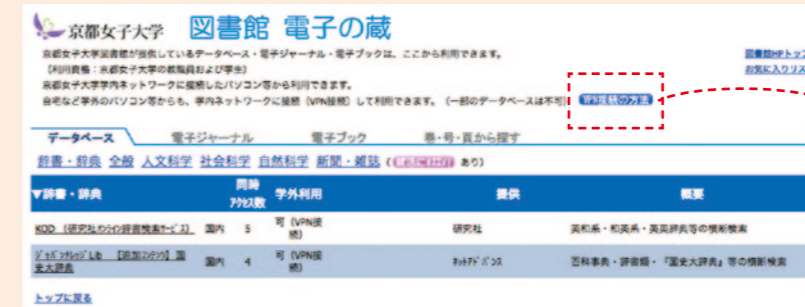 京都女子大学 図書館 電子の蔵
京都女子大学図書館が提供しているデータベース・電子ジャーナル・電子ブックは、ここから利用できます。
(利用資格:京都女子大学の教職員および学生)
京都女子大学学内ネットワークに接続したパソコン等から利用できます。
自宅など学外のパソコン等からも、学内ネットワークに接続(VPN接続)して利用できます。(一部のデータベースは不可)
VPN接続の方法
図書館HPトップ
お気に入りリス
データベース 電子ジャーナル 電子ブック 巻・号・頁から探す
辞書・辞典 全般 人文科学 社会科学 自然科学 新聞・雑誌 ( あり)
▼辞書・辞典 同時アクセス数 学外利用 提供 概要
KOD (研究社オンライン辞書検索サービス) 国内 5 可 (VPN接続) 研究社 英和系・和英系・英英辞典等の横断検索
ジャパンナレッジLib 【追加コンテンツ】国史大辞典 国内 4 可 (VPN接続) ネットアドバンス 百科事典・辞書類・『国史大辞典』等の横断検索
トップに戻る